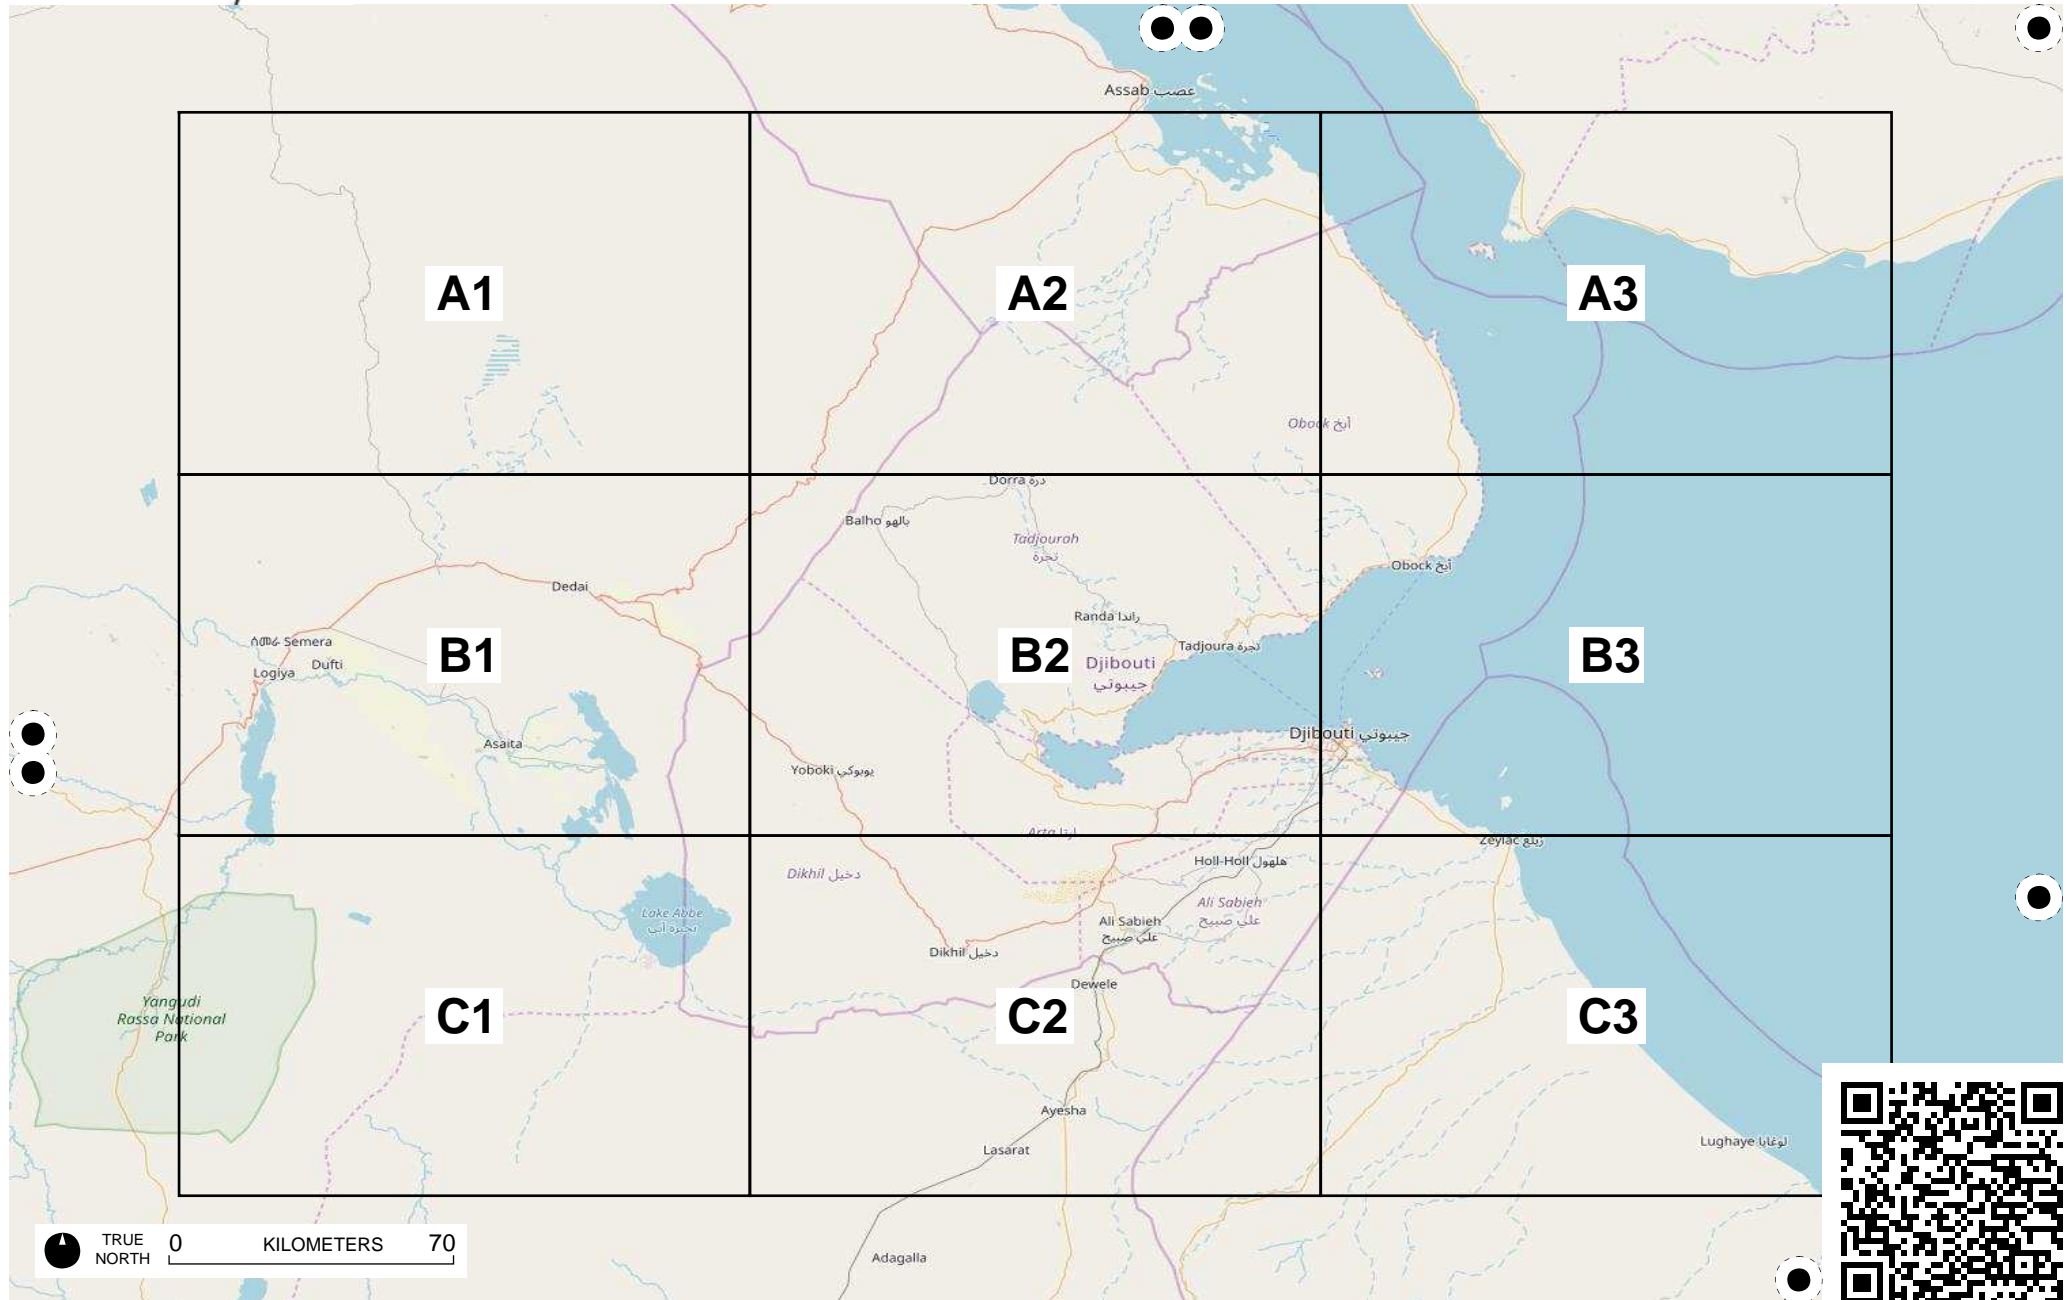 Assab عصب
A1
A2
A3
Obock أبخ
Dorra درة
Balho بالهو
Tadjourah
تجرة
Obock أبخ
Dedai
Randa راندا
ሰመራ Semera
Tadjoura تجرة
B1
B2
B3
Dufti
Logiya
Djibouti
جيبوتي
Djibouti جيبوتي
Asaita
Yoboki يوبوكي
Arta ارتا
Zeylac زيلع
Holl-Holl هلهول
Dikhil دخيل
Ali Sabieh
علي صبيح
Lake Abbe
بحيرة أبي
Ali Sabieh
علي صبيح
Dikhil دخيل
Dewele
Yangudi
Rassa National
Park
C1
C2
C3
Ayesha
Lughaye لوغايا
Lasarat
TRUE
NORTH
0 KILOMETERS 70
Adagalla